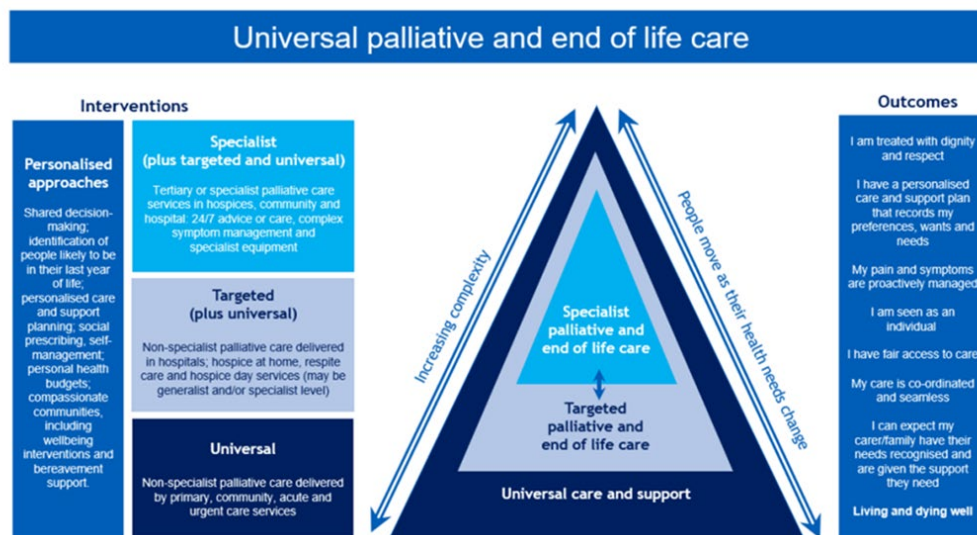 Universal palliative and end of life care
Interventions
Personalised
approaches
Shared decision-
making;
identification of
people likely to be
in their last year
of life;
personalised care
and support
planning; social
prescribing, self-
management;
personal health
budgets;
compassionate
communities,
including
wellbeing
interventions and
bereavement
support.
Specialist
(plus targeted and universal)
Tertiary or specialist palliative care
services in hospices, community and
hospital: 24/7 advice or care, complex
symptom management and
specialist equipment
Targeted
(plus universal)
Non-specialist palliative care delivered
in hospitals; hospice at home, respite
care and hospice day services (may be
generalist and/or specialist level)
Universal
Non-specialist palliative care delivered
by primary, community, acute and
urgent care services
Increasing complexity
People move as their health needs change
Specialist
palliative and
end of life care
Targeted
palliative and
end of life care
Universal care and support
Outcomes
I am treated with dignity
and respect
I have a personalised
care and support plan
that records my
preferences, wants and
needs
My pain and symptoms
are proactively managed
I am seen as an
individual
I have fair access to care
My care is co-ordinated
and seamless
I can expect my
carer/family have their
needs recognised and
are given the support
they need
Living and dying well